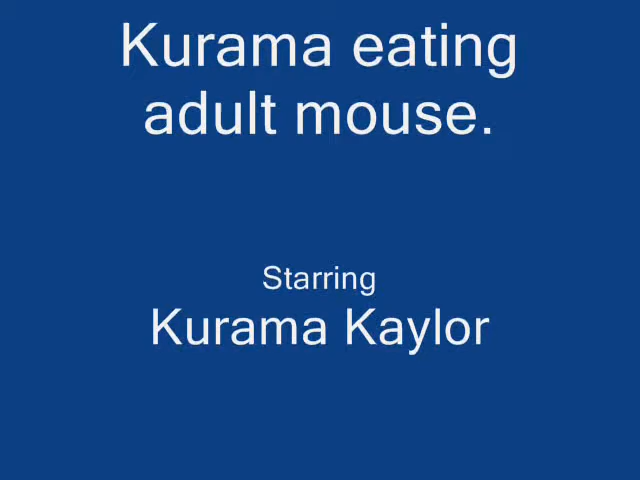 Kurama eating
adult mouse.
Starring
Kurama Kaylor